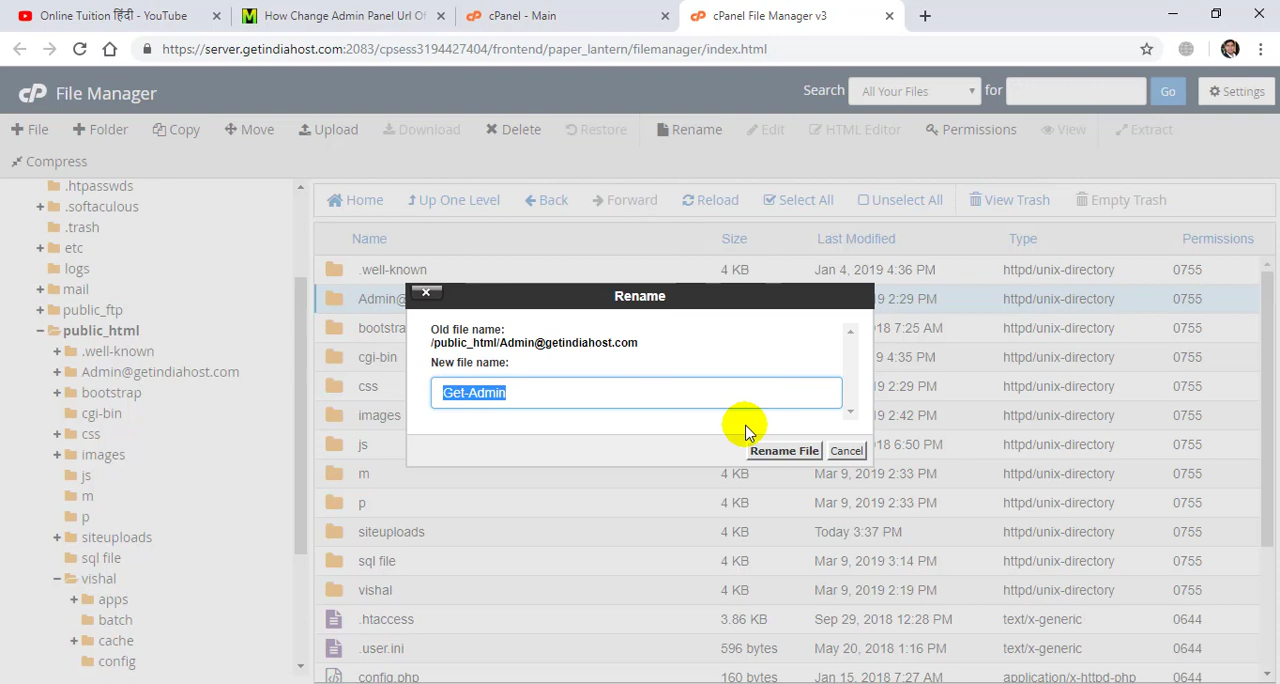 Online Tuition हिंदी - YouTube
How Change Admin Panel Url Of
cPanel - Main
cPanel File Manager v3
https://server.getindiahost.com:2083/cpsess3194427404/frontend/paper_lantern/filemanager/index.html
cP File Manager
Search All Your Files for Go Settings
File Folder Copy Move Upload Download Delete Restore Rename Edit HTML Editor Permissions View Extract
Compress
.htpasswds
.softaculous
.trash
etc
logs
mail
public_ftp
public_html
.well-known
Admin@getindiahost.com
bootstrap
cgi-bin
css
images
js
m
p
siteuploads
sql file
vishal
apps
batch
cache
config
Home Up One Level Back Forward Reload Select All Unselect All View Trash Empty Trash
Name Size Last Modified Type Permissions
.well-known 4 KB Jan 4, 2019 4:36 PM httpd/unix-directory 0755
Admin@ 9 2:29 PM httpd/unix-directory 0755
bootstra 18 7:25 AM httpd/unix-directory 0755
cgi-bin 9 2:33 PM httpd/unix-directory 0755
css 9 2:29 PM httpd/unix-directory 0755
images 9 2:42 PM httpd/unix-directory 0755
js 18 6:50 PM httpd/unix-directory 0755
m 4 KB Mar 9, 2019 2:33 PM httpd/unix-directory 0755
p 4 KB Mar 9, 2019 2:33 PM httpd/unix-directory 0755
siteuploads 4 KB Today 3:37 PM httpd/unix-directory 0755
sql file 4 KB Mar 9, 2019 3:14 PM httpd/unix-directory 0755
vishal 4 KB Mar 9, 2019 2:19 PM httpd/unix-directory 0755
.htaccess 3.86 KB Sep 29, 2018 12:28 PM text/x-generic 0644
.user.ini 596 bytes May 20, 2018 1:16 PM text/x-generic 0644
config.php 160 bytes Jan 15, 2018 7:27 AM application/x-httpd-php 0644
Rename
Old file name:
/public_html/Admin@getindiahost.com
New file name:
Get-Admin
Rename File Cancel